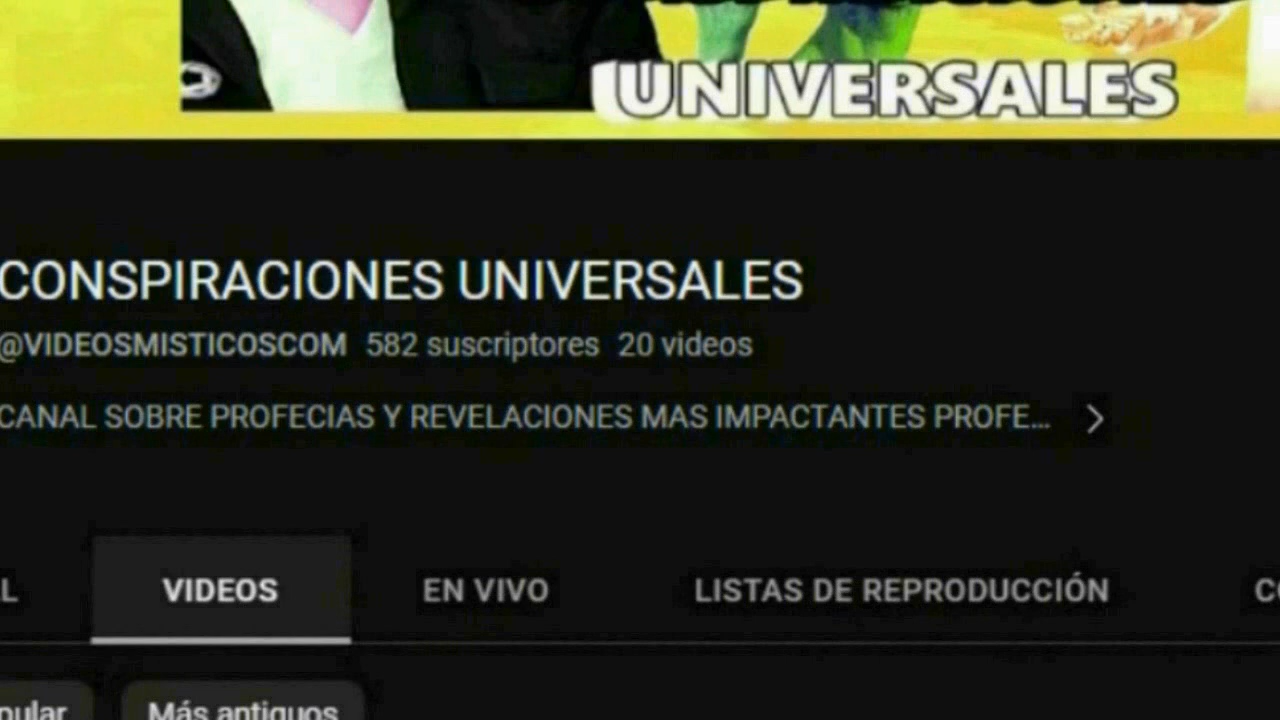 UNIVERSALES
CONSPIRACIONES UNIVERSALES
@VIDEOSMISTICOSCOM 582 suscriptores 20 videos
CANAL SOBRE PROFECIAS Y REVELACIONES MAS IMPACTANTES PROFE...
VIDEOS EN VIVO LISTAS DE REPRODUCCIÓN
Más antiguos